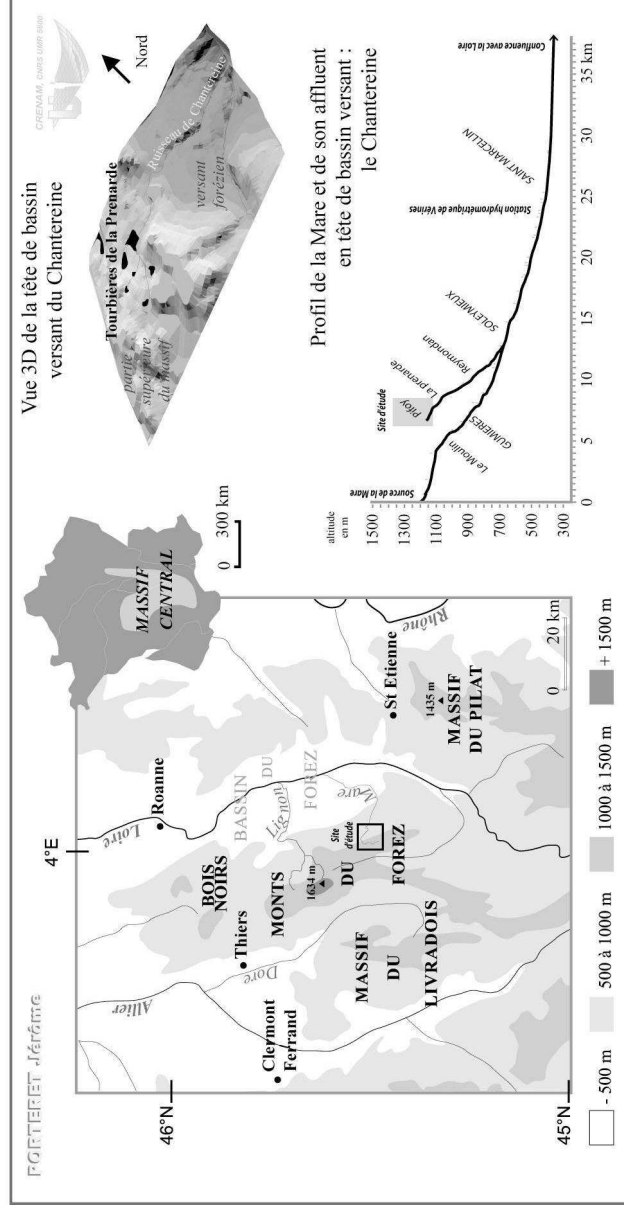 PORTERET Jérôme
46°N
45°N
4°E
Allier
Loire
Roanne
Thiers
Dore
Clermont
Ferrand
BOIS
NOIRS
MONTS
DU
FOREZ
1634 m
BASSIN
DU
FOREZ
Lignon
Mare
Site
d'étude
MASSIF
DU
LIVRADOIS
St Etienne
1435 m
MASSIF
DU PILAT
Rhône
0 20 km
- 500 m
500 à 1000 m
1000 à 1500 m
+ 1500 m
MASSIF
CENTRAL
0 300 km
Vue 3D de la tête de bassin
versant du Chantereine
CRENAM, CNRS UMR 5600
Nord
Tourbières de la Prenarde
Ruisseau de Chantereine
partie
supérieure
du massif
versant
forézien
Profil de la Mare et de son affluent
en tête de bassin versant :
le Chantereine
altitude
en m
1500
1300
1100
900
700
500
300
0 5 10 15 20 25 30 35 km
Source de la Mare
Le Moulin
GUMIERES
Site d'étude
Pifoy
La prenarde
Reymondan
SOLEYMIEUX
Station hydrométrique de Vérines
SAINT MARCELLIN
Confluence avec la Loire